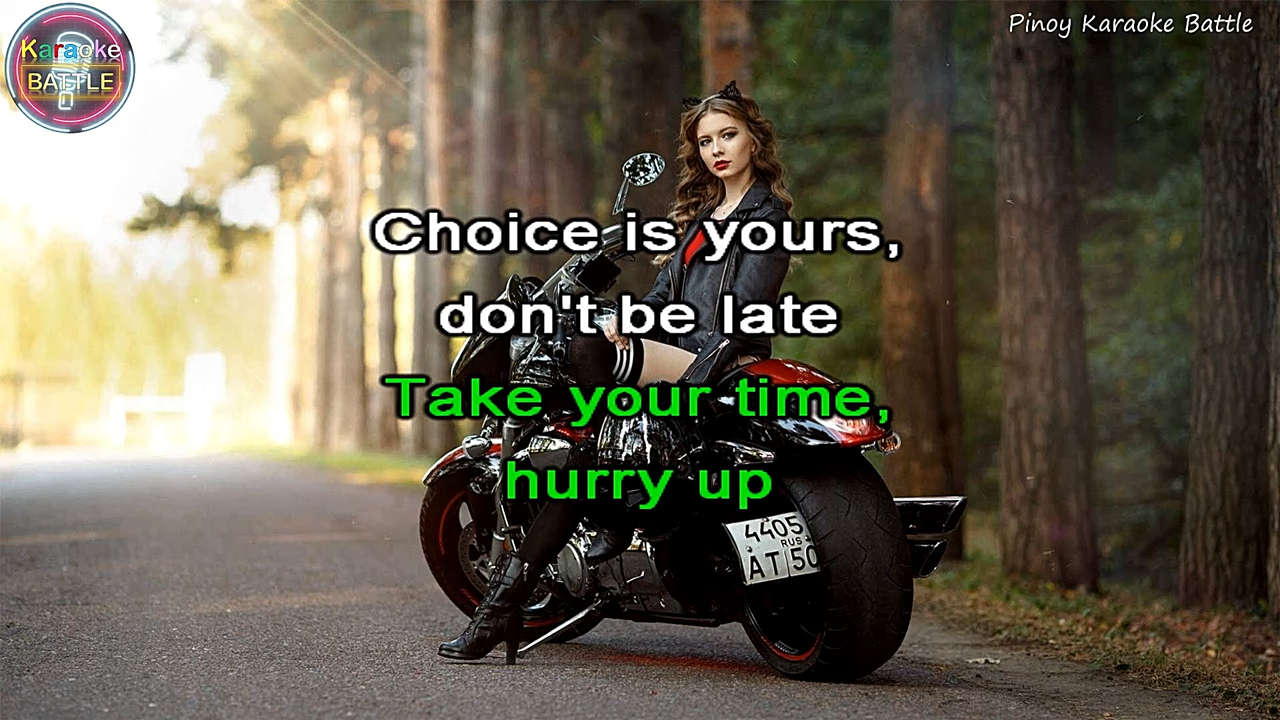 Karaoke
BATTLE
Pinoy Karaoke Battle
Choice is yours,
don't be late
Take your time,
hurry up
4405
RUS
AT 50